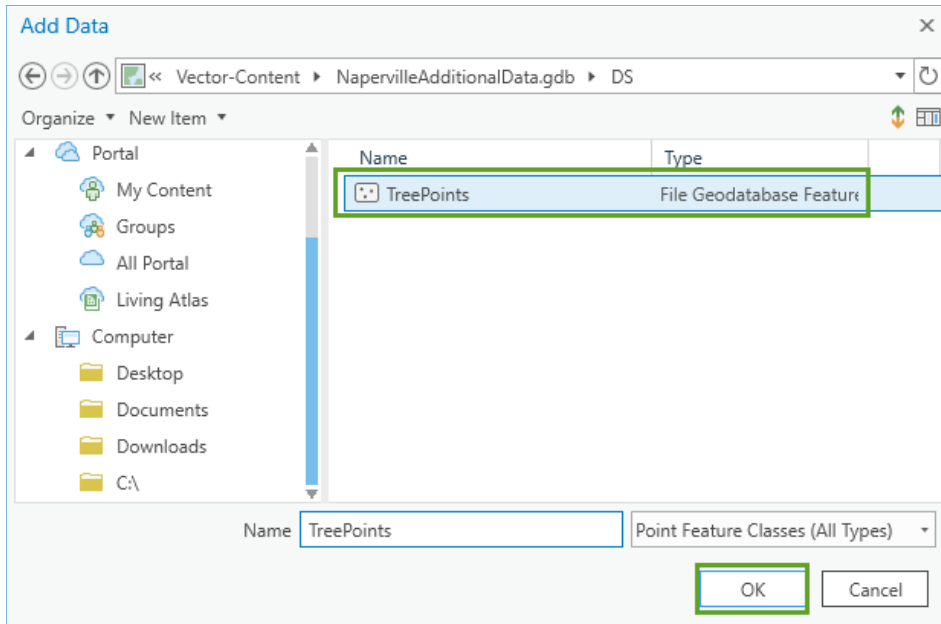 Add Data
« Vector-Content NapervilleAdditionalData.gdb DS
Organize New Item
Portal
My Content
Groups
All Portal
Living Atlas
Computer
Desktop
Documents
Downloads
C:\
Name Type
TreePoints File Geodatabase Feature
Name TreePoints Point Feature Classes (All Types)
OK Cancel